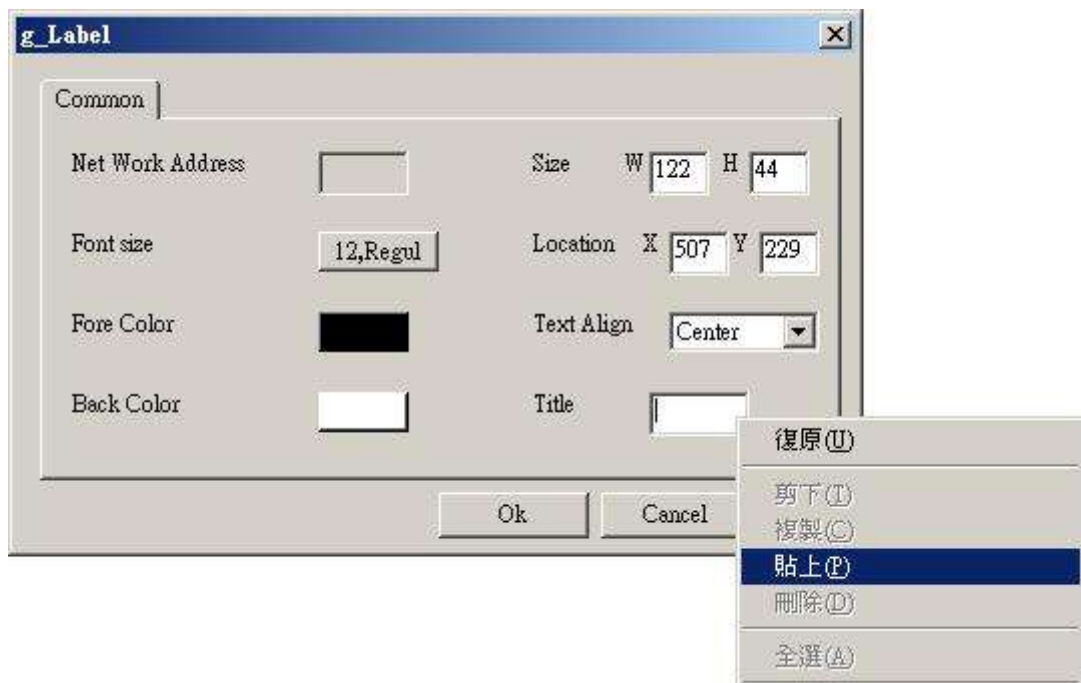 g_Label
Common
Net Work Address
Size W 122 H 44
Font size 12,Regul
Location X 507 Y 229
Fore Color
Text Align Center
Back Color
Title
Ok Cancel
復原(U)
剪下(T)
複製(C)
貼上(P)
刪除(D)
全選(A)